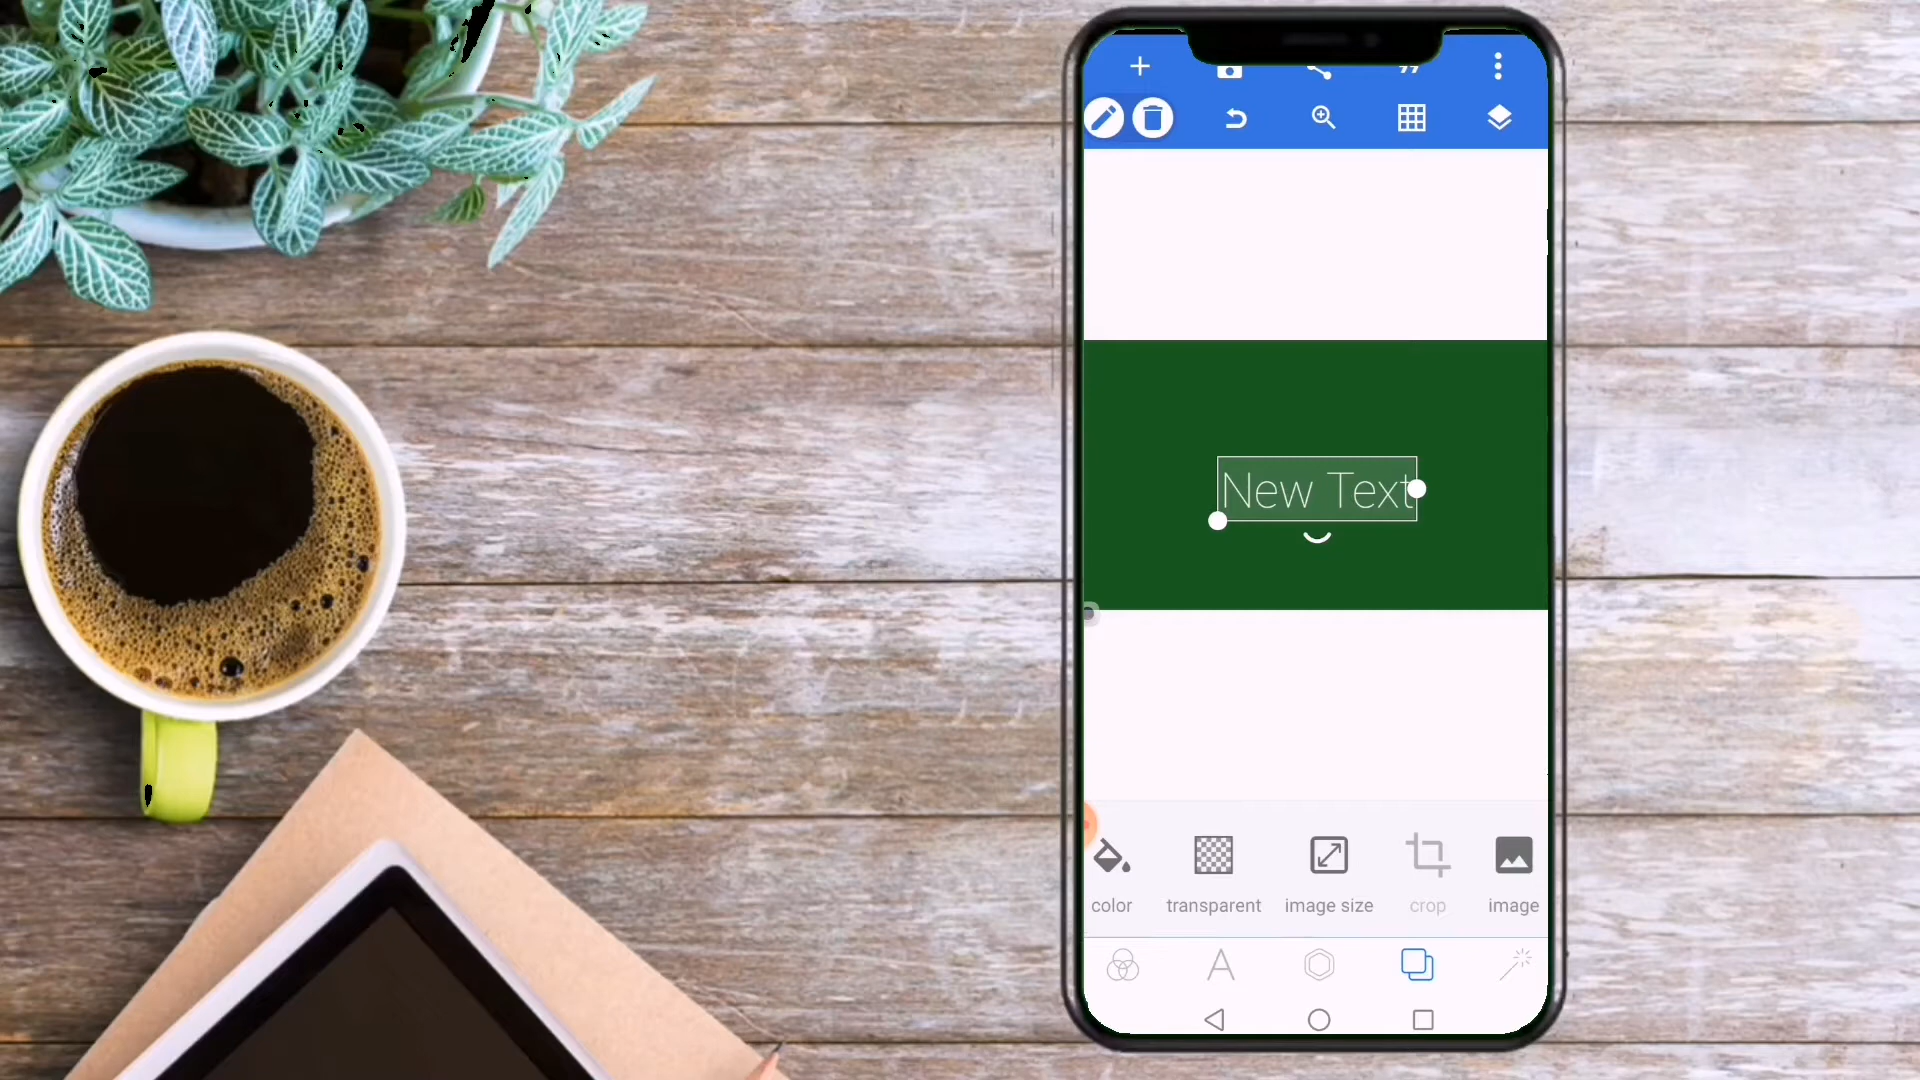 New Text
color
transparent
image size
crop
image